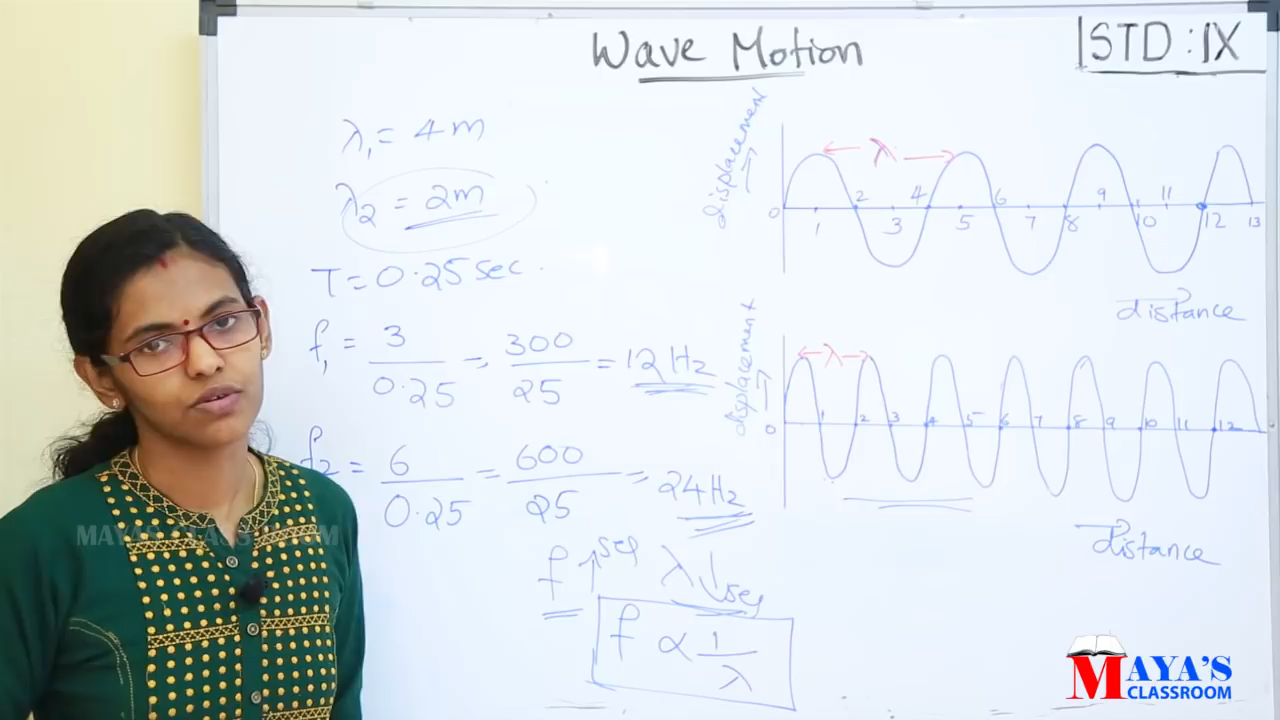 Wave Motion
STD : IX
λ₁ = 4m
λ₂ = 2m
T = 0.25 sec.
f₁ = 3/0.25 = 300/25 = 12 Hz
f₂ = 6/0.25 = 600/25 = 24 Hz
f ↑ λ ↓
f ∝ 1/λ
displacement →
λ
0 1 2 3 4 5 6 7 8 9 10 11 12 13
distance
displacement →
λ
0 1 2 3 4 5 6 7 8 9 10 11 12
distance
MAYAS CLASSROOM
MAYA'S
CLASSROOM